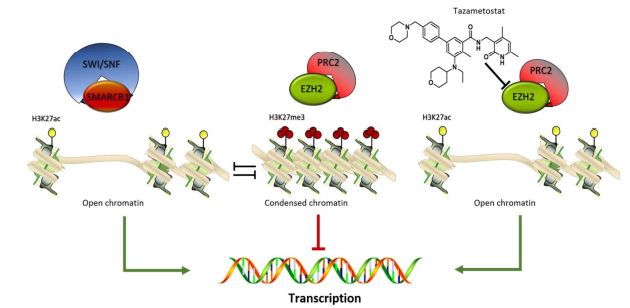 Tazametostat
N
O
O
N
H
O
N
H
O
N
SWI/SNF
SMARCB1
PRC2
EZH2
PRC2
EZH2
H3K27ac
H3K27me3
H3K27ac
Open chromatin
Condensed chromatin
Open chromatin
Transcription